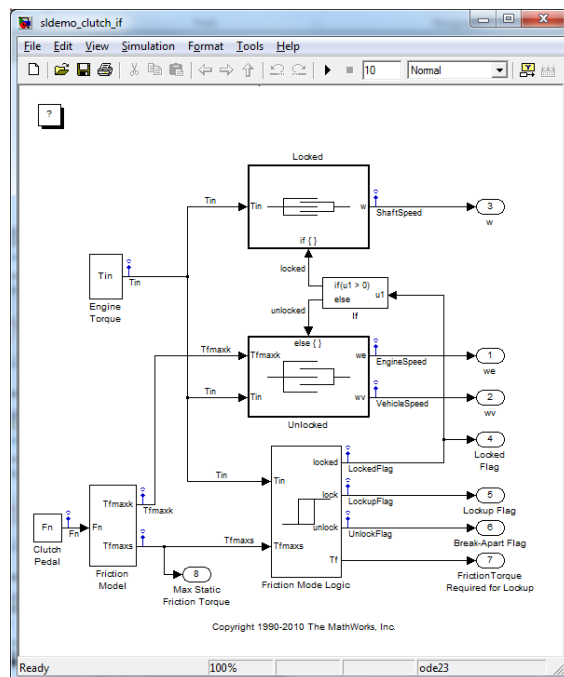 sldemo_clutch_if
File Edit View Simulation Format Tools Help
10 Normal
?
Locked
Tin
Tin
w
ShaftSpeed
3
w
if { }
locked
Tin
Tin
Engine
Torque
if(u1 > 0)
else
u1
If
unlocked
else { }
Tfmaxk
Tfmaxk
we
EngineSpeed
1
we
Tin
Tin
wv
VehicleSpeed
2
wv
Unlocked
locked
LockedFlag
4
Locked
Flag
Tin
Tin
lock
LockupFlag
5
Lockup Flag
unlock
UnlockFlag
6
Break-Apart Flag
Fn
Fn
Clutch
Pedal
Fn
Tfmaxk
Tfmaxk
Tfmaxs
Tfmaxs
Friction
Model
Tfmaxs
Tfmaxs
Tf
7
FrictionTorque
Required for Lockup
Friction Mode Logic
8
Max Static
Friction Torque
Copyright 1990-2010 The MathWorks, Inc.
Ready 100% ode23